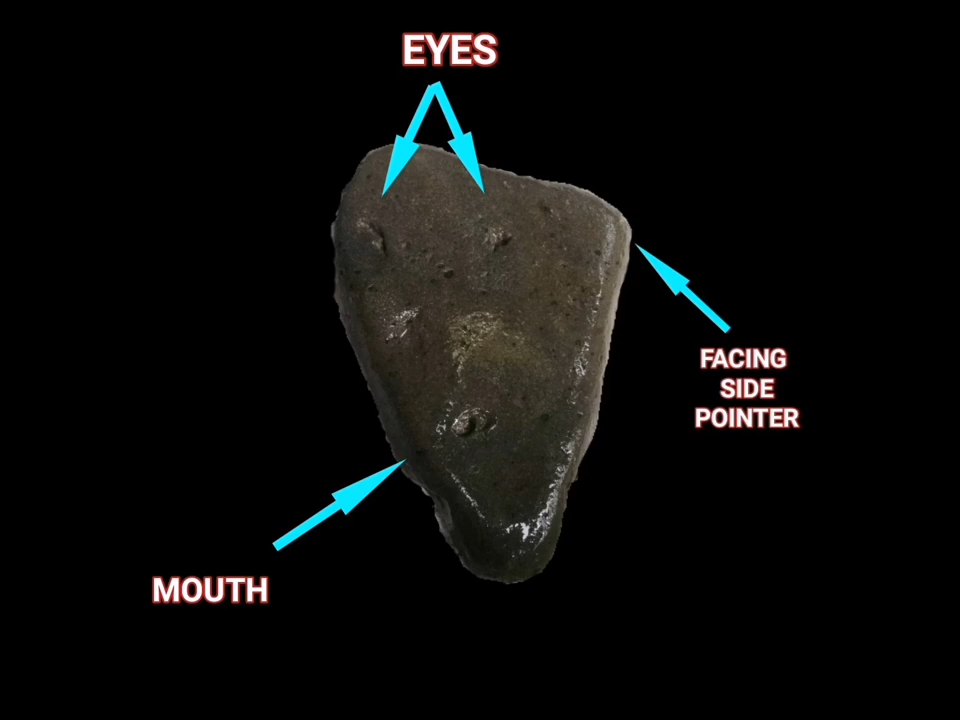 EYES
FACING
SIDE
POINTER
MOUTH